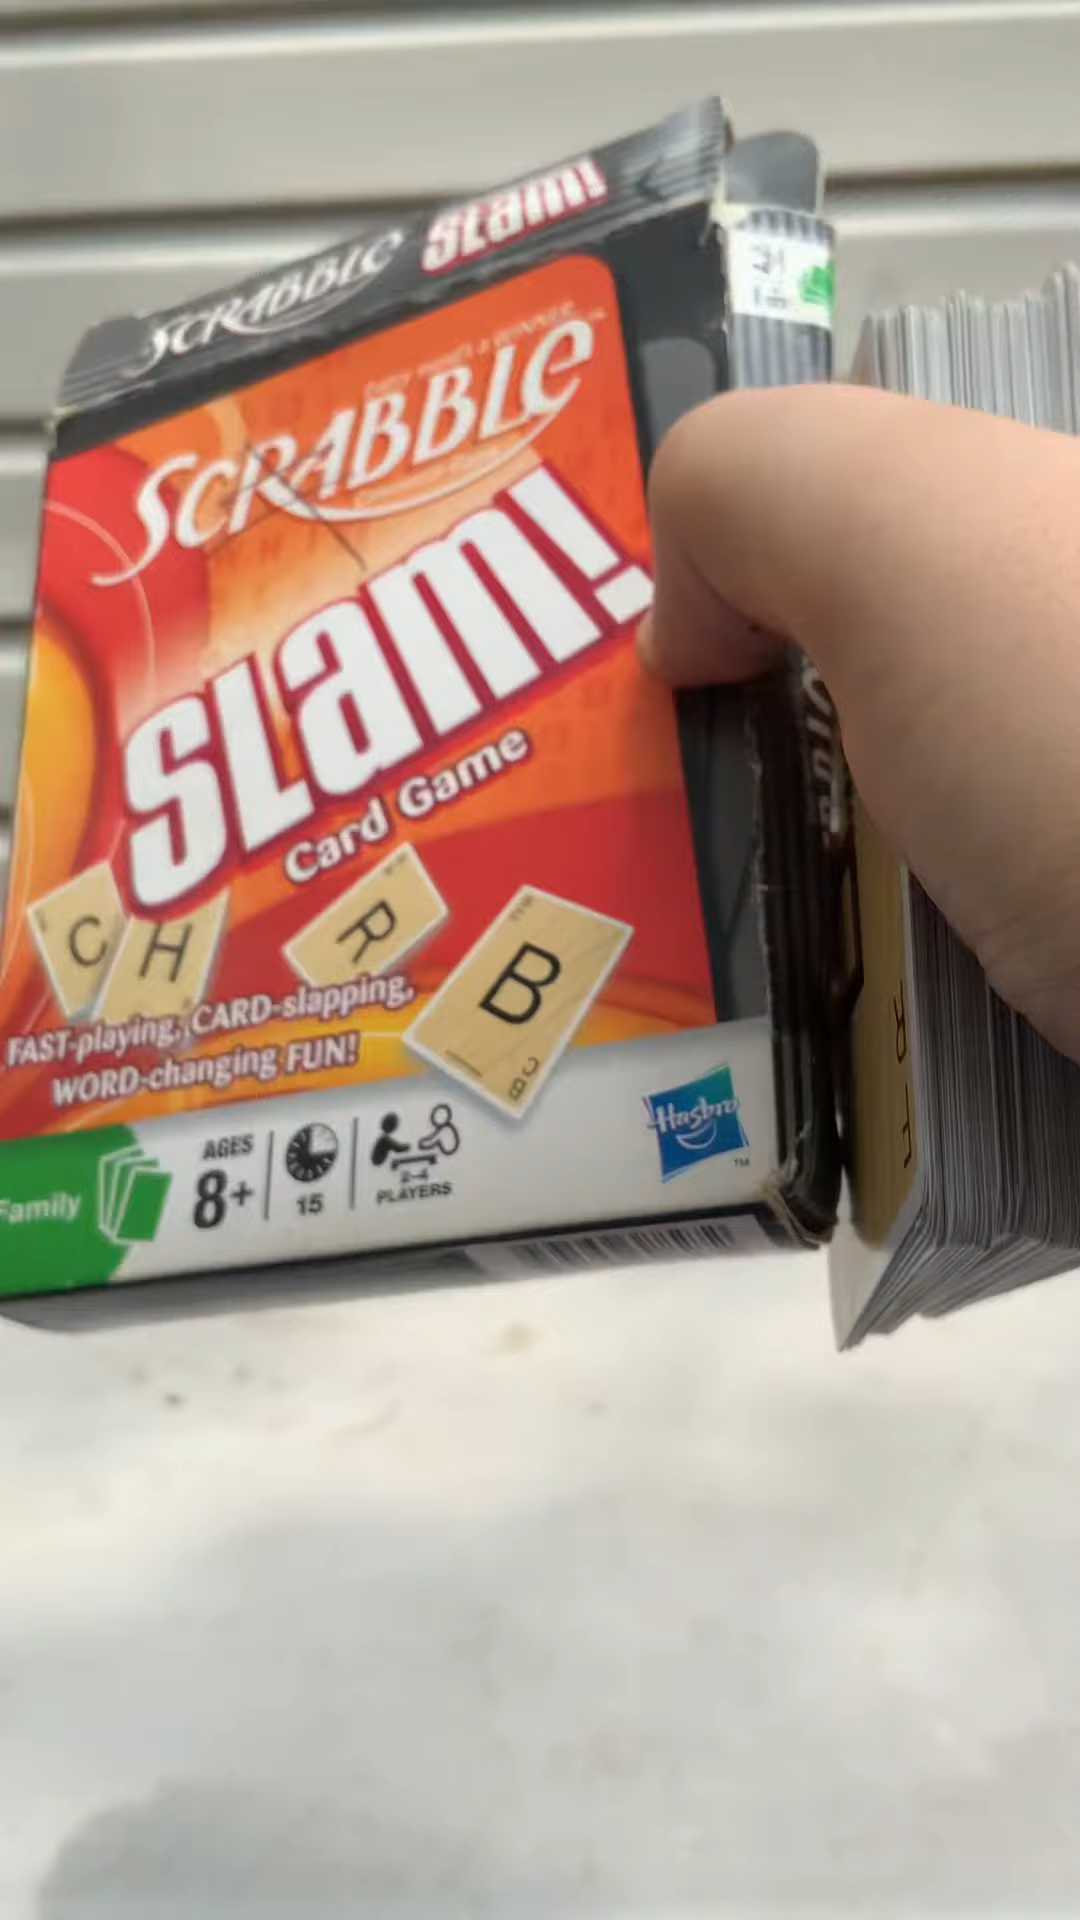 SCRABBLE SLam!
SCRABBLE
SLam!
Card Game
C H R B
FAST-playing, CARD-slapping,
WORD-changing FUN!
Family
AGES
8+
15
2-4
PLAYERS
Hasbro
TM